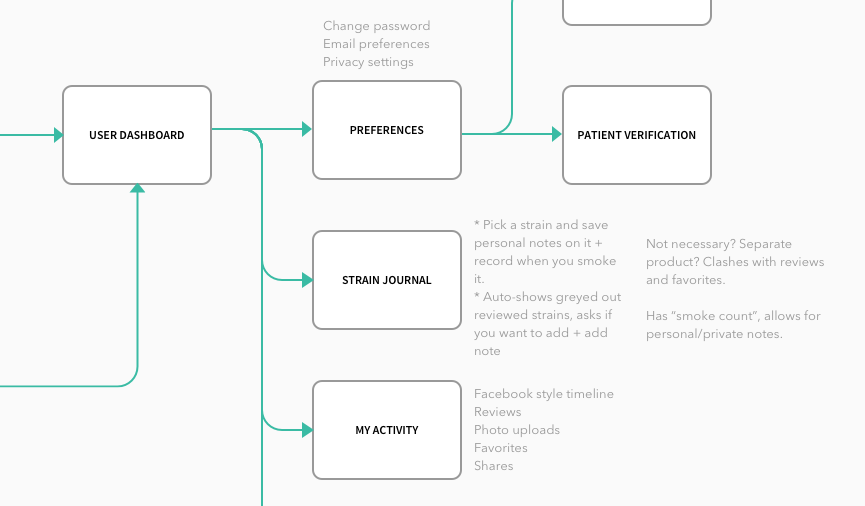 Change password
Email preferences
Privacy settings
USER DASHBOARD
PREFERENCES
PATIENT VERIFICATION
STRAIN JOURNAL
* Pick a strain and save
personal notes on it +
record when you smoke
it.
* Auto-shows greyed out
reviewed strains, asks if
you want to add + add
note
Not necessary? Separate
product? Clashes with reviews
and favorites.
Has “smoke count”, allows for
personal/private notes.
MY ACTIVITY
Facebook style timeline
Reviews
Photo uploads
Favorites
Shares